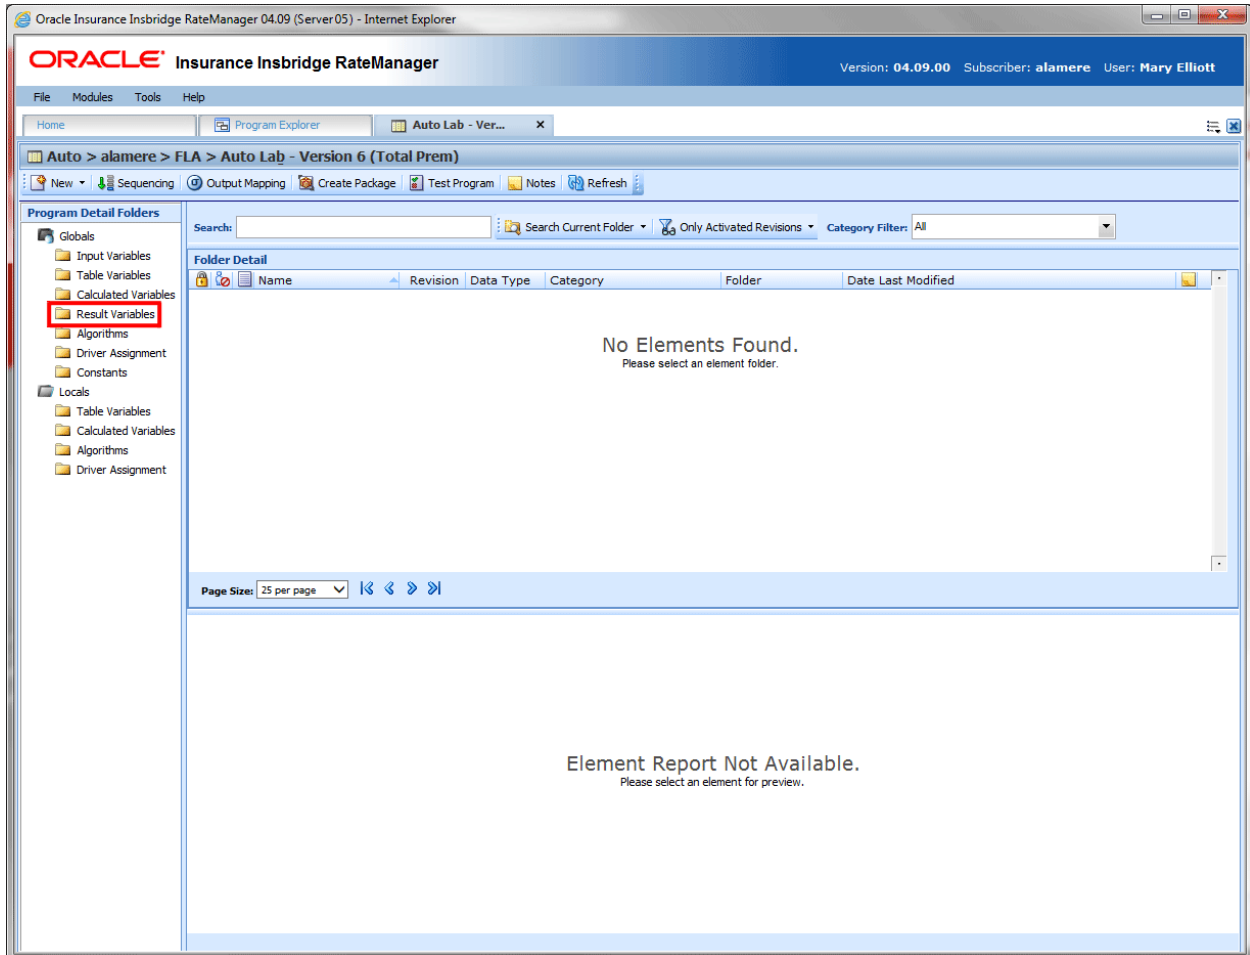 Oracle Insurance Insbridge RateManager 04.09 (Server05) - Internet Explorer
ORACLE® Insurance Insbridge RateManager
Version: 04.09.00 Subscriber: alamere User: Mary Elliott
File Modules Tools Help
Home Program Explorer Auto Lab - Ver... ×
Auto > alamere > FLA > Auto Lab - Version 6 (Total Prem)
New Sequencing Output Mapping Create Package Test Program Notes Refresh
Program Detail Folders
Globals
Input Variables
Table Variables
Calculated Variables
Result Variables
Algorithms
Driver Assignment
Constants
Locals
Table Variables
Calculated Variables
Algorithms
Driver Assignment
Search: Search Current Folder Only Activated Revisions Category Filter: All
Folder Detail
Name Revision Data Type Category Folder Date Last Modified
No Elements Found.
Please select an element folder.
Page Size: 25 per page
Element Report Not Available.
Please select an element for preview.